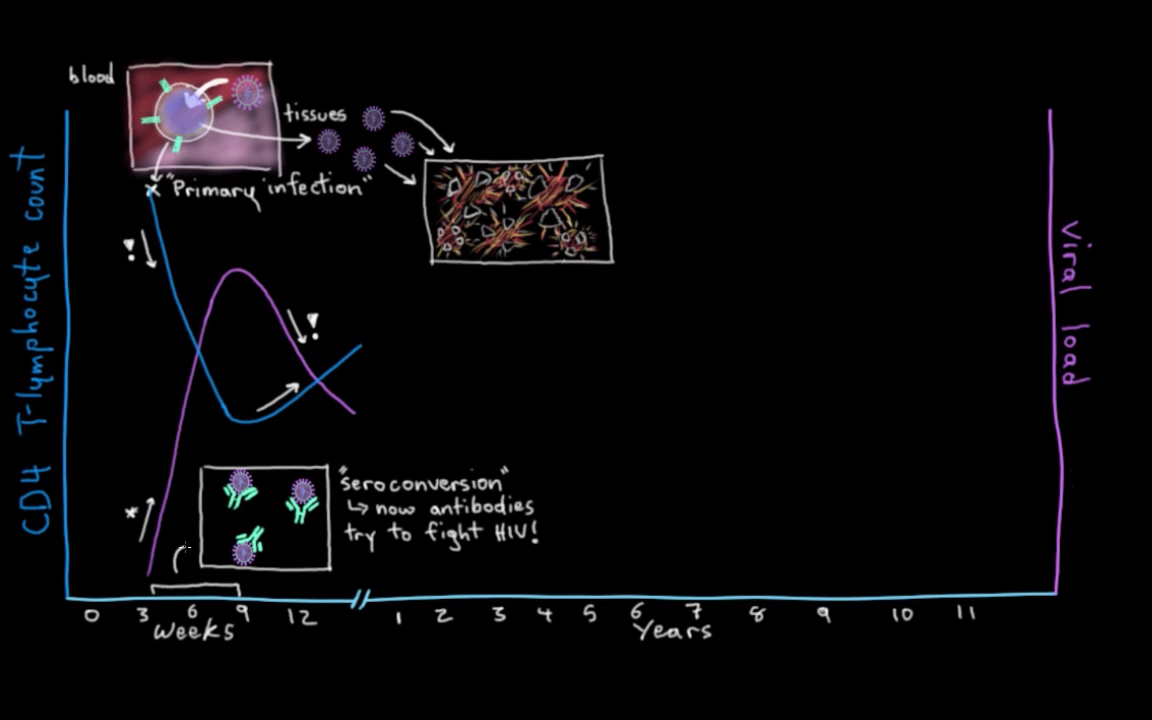 blood
tissues
"Primary infection"
CD4 T-lymphocyte count
Viral load
"seroconversion"
↳ now antibodies
try to fight HIV!
0 3 6 9 12 1 2 3 4 5 6 7 8 9 10 11
Weeks Years